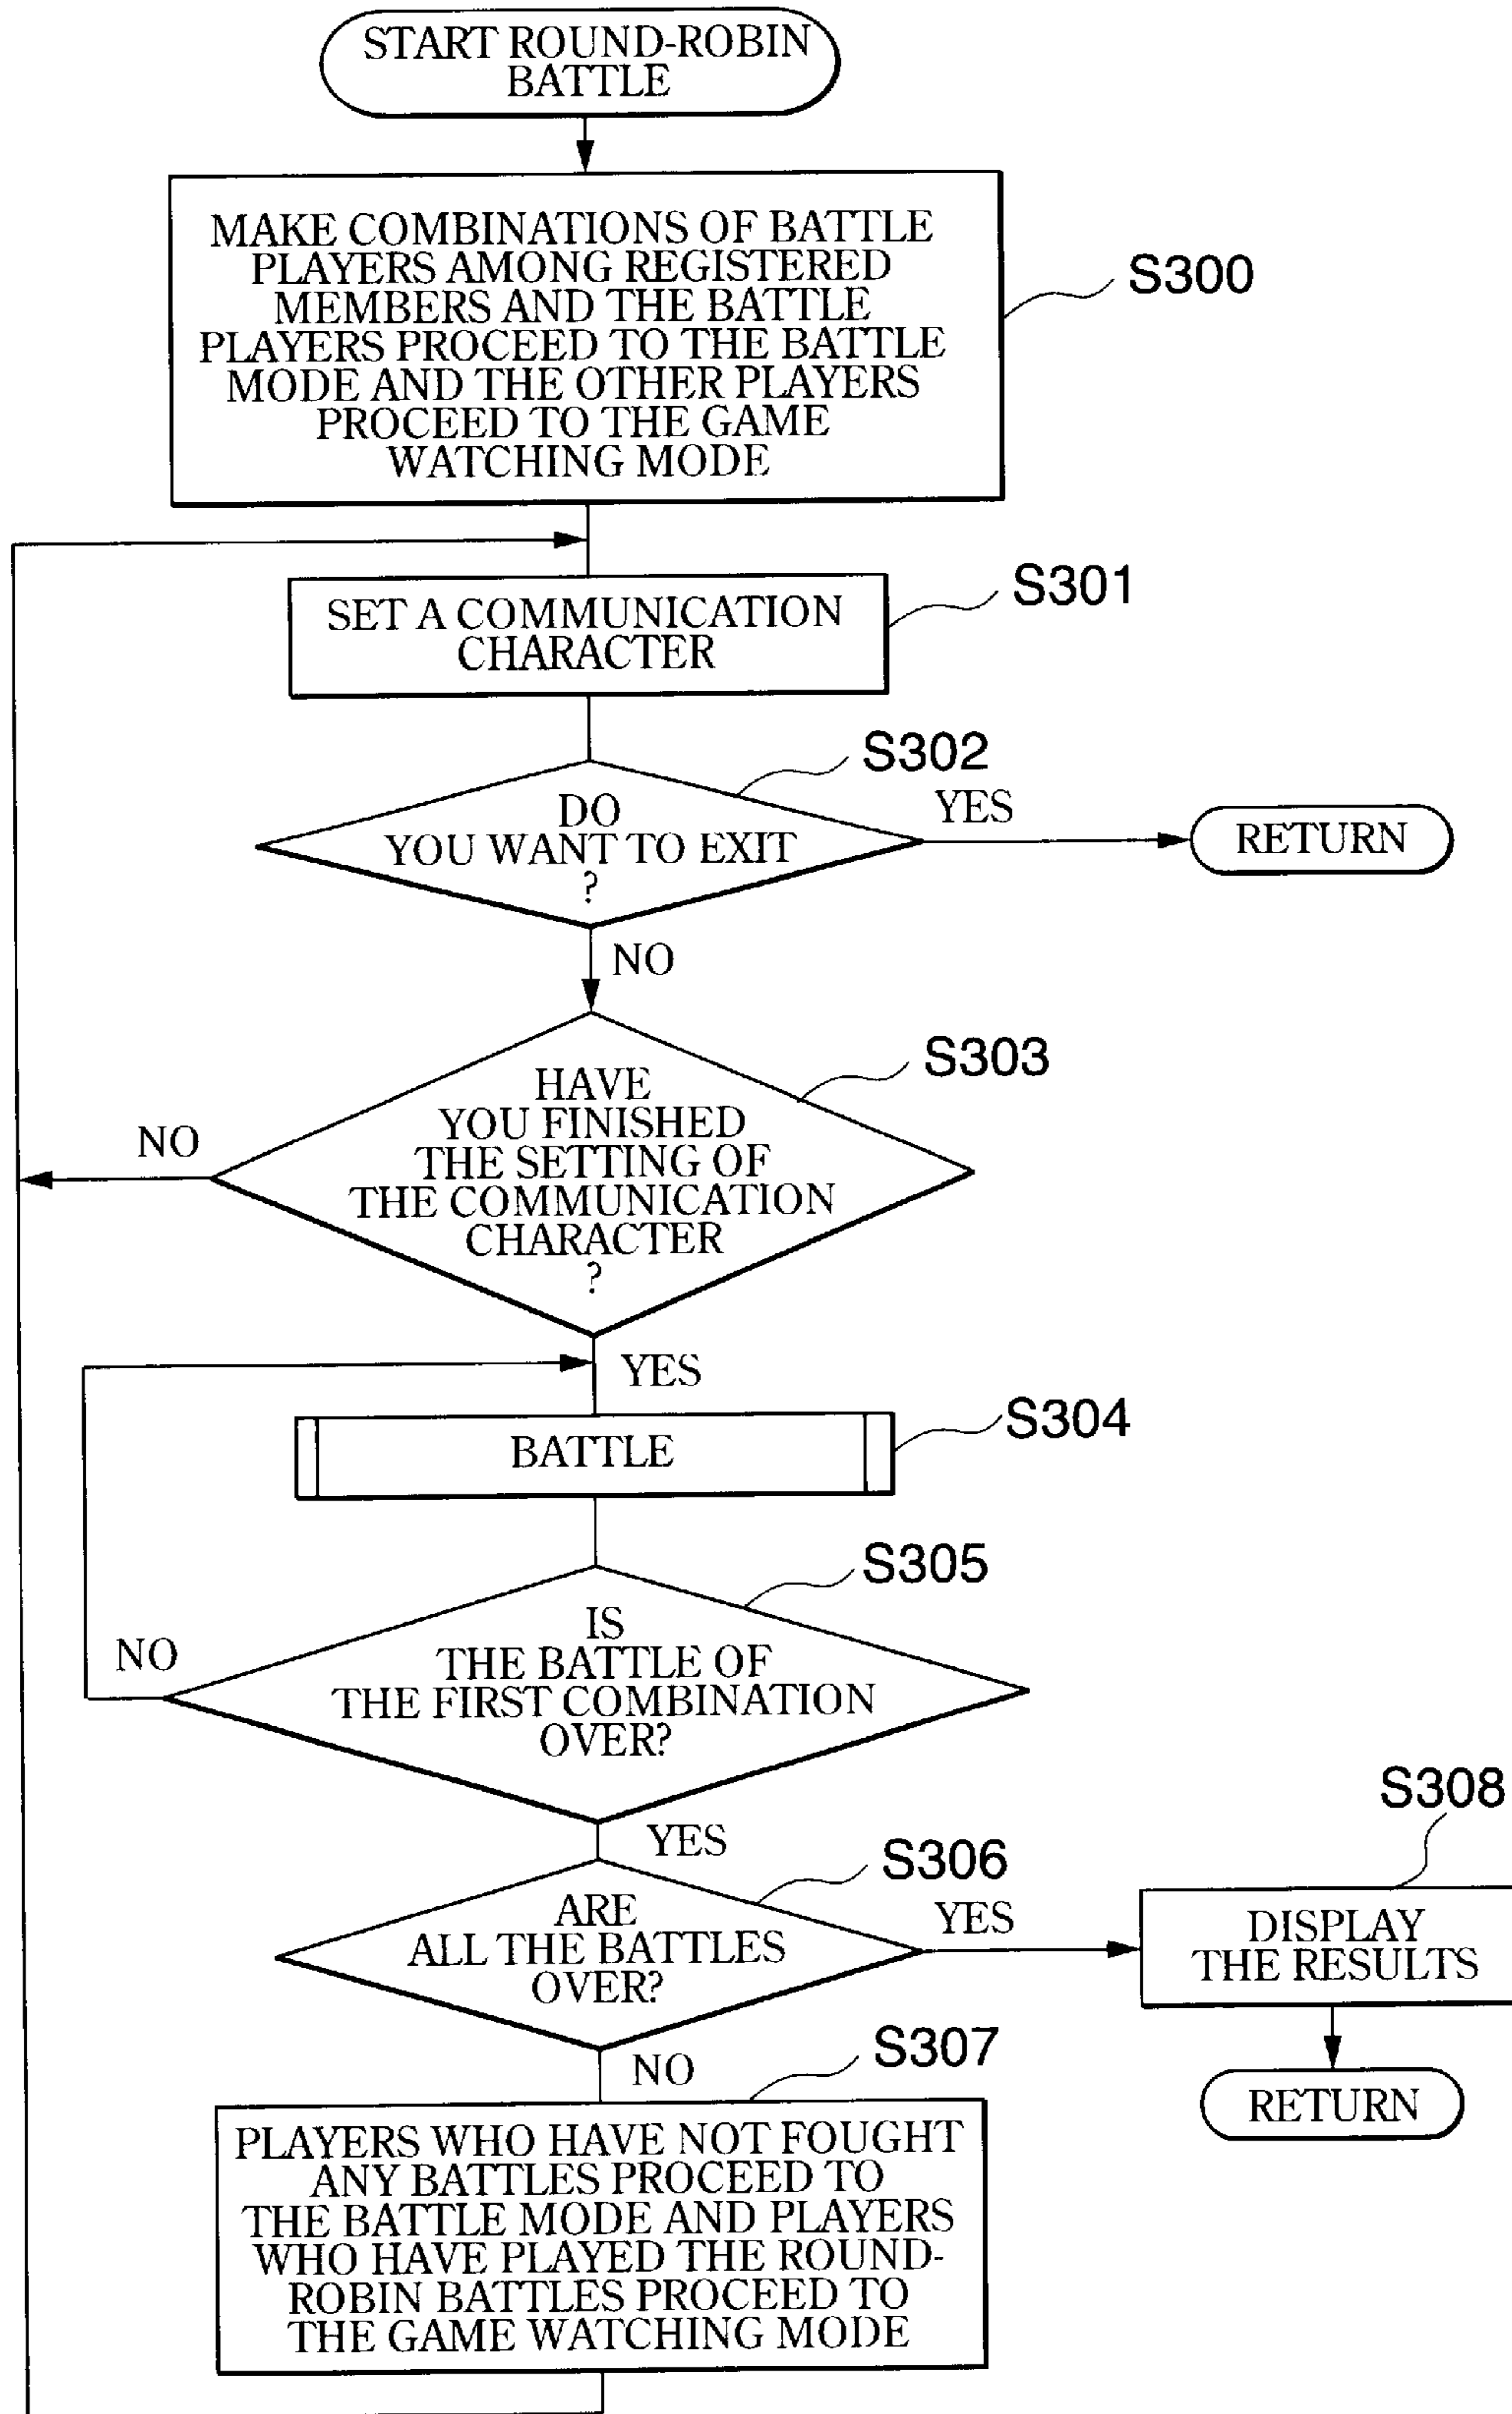 START ROUND-ROBIN
BATTLE
MAKE COMBINATIONS OF BATTLE
PLAYERS AMONG REGISTERED
MEMBERS AND THE BATTLE
PLAYERS PROCEED TO THE BATTLE
MODE AND THE OTHER PLAYERS
PROCEED TO THE GAME
WATCHING MODE
S300
SET A COMMUNICATION
CHARACTER
S301
S302
DO
YOU WANT TO EXIT
?
YES
RETURN
NO
S303
HAVE
YOU FINISHED
THE SETTING OF
THE COMMUNICATION
CHARACTER
?
NO
YES
BATTLE
S304
S305
IS
THE BATTLE OF
THE FIRST COMBINATION
OVER?
NO
YES
S306
ARE
ALL THE BATTLES
OVER?
YES
S308
DISPLAY
THE RESULTS
RETURN
NO
S307
PLAYERS WHO HAVE NOT FOUGHT
ANY BATTLES PROCEED TO
THE BATTLE MODE AND PLAYERS
WHO HAVE PLAYED THE ROUND-
ROBIN BATTLES PROCEED TO
THE GAME WATCHING MODE